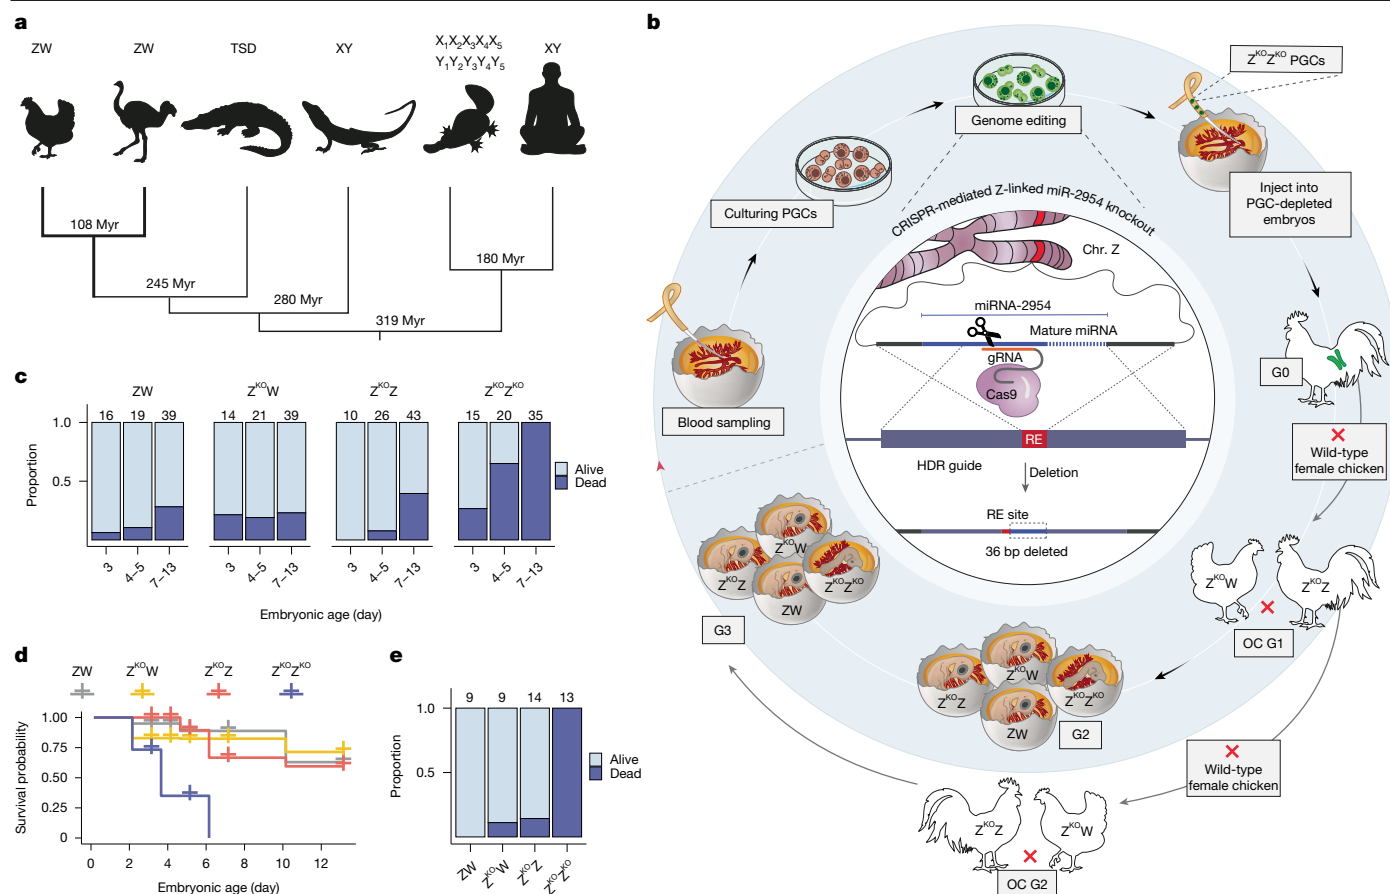 a
ZW
ZW
TSD
XY
X1X2X3X4X5
Y1Y2Y3Y4Y5
XY
108 Myr
245 Myr
280 Myr
180 Myr
319 Myr
b
Blood sampling
Culturing PGCs
Genome editing
ZKOZKO PGCs
Inject into
PGC-depleted
embryos
G0
Wild-type
female chicken
ZKOW
ZKOZ
OC G1
ZKOZ
ZKOW
ZKOZKO
ZW
G2
Wild-type
female chicken
ZKOZ
ZKOW
OC G2
ZKOW
ZKOZ
ZKOZKO
ZW
G3
CRISPR-mediated Z-linked miR-2954 knockout
Chr. Z
miRNA-2954
Mature miRNA
gRNA
Cas9
RE
HDR guide
Deletion
RE site
36 bp deleted
c
ZW
ZKOW
ZKOZ
ZKOZKO
16 19 39
14 21 39
10 26 43
15 20 35
1.0
0.5
Proportion
Alive
Dead
3 4–5 7–13
3 4–5 7–13
3 4–5 7–13
3 4–5 7–13
Embryonic age (day)
d
ZW
ZKOW
ZKOZ
ZKOZKO
1.00
0.75
0.50
0.25
0
Survival probability
0 2 4 6 8 10 12
Embryonic age (day)
e
9 9 14 13
1.0
0.5
Proportion
Alive
Dead
ZW
ZKOW
ZKOZ
ZKOZKO